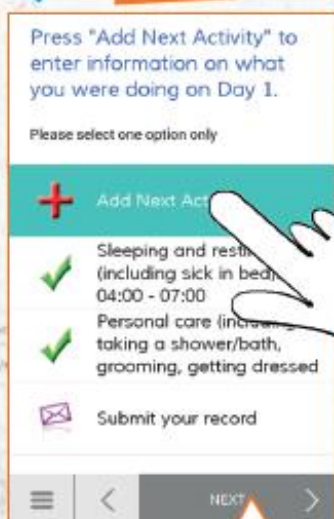 Press "Add Next Activity" to
enter information on what
you were doing on Day 1.
Please select one option only
Add Next Act
Sleeping and resti
(including sick in bed)
04:00 - 07:00
Personal care (inclu
taking a shower/bath,
grooming, getting dressed
Submit your record
NEXT